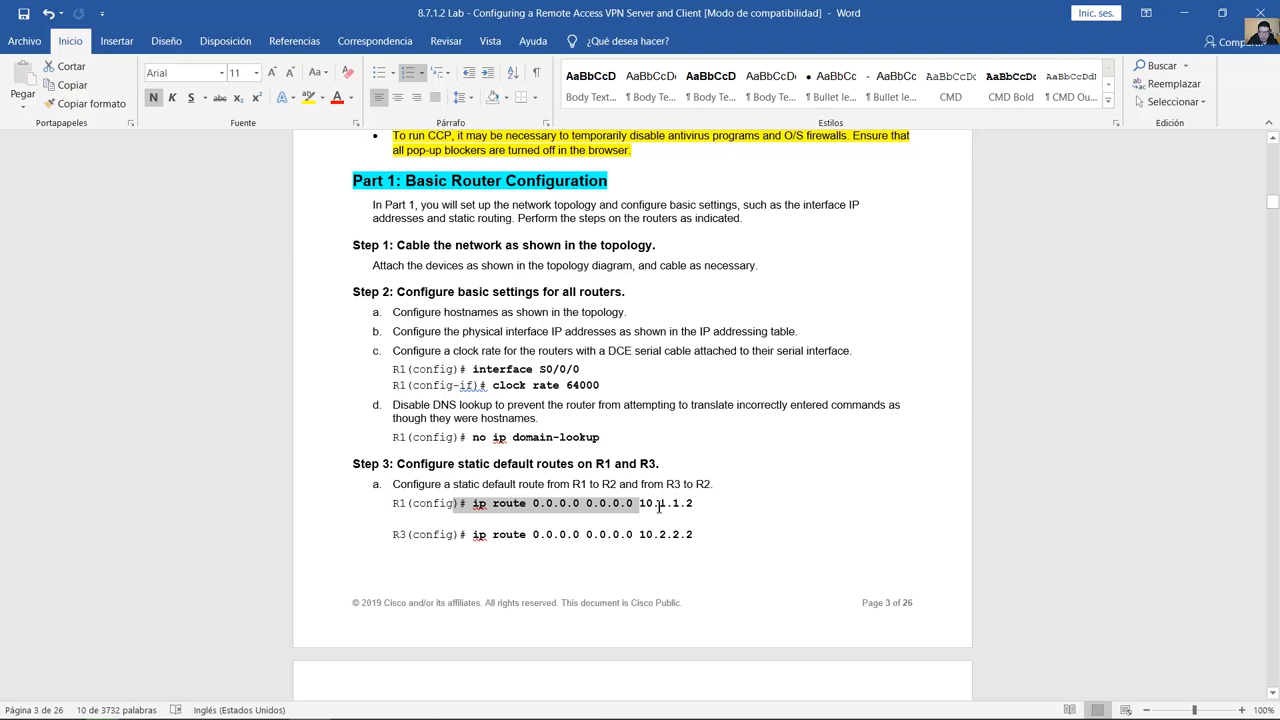 8.7.1.2 Lab - Configuring a Remote Access VPN Server and Client [Modo de compatibilidad] - Word
Inic. ses.
Archivo Inicio Insertar Diseño Disposición Referencias Correspondencia Revisar Vista Ayuda ¿Qué desea hacer?
Pegar
Cortar
Copiar
Copiar formato
Portapapeles
Arial 11
Fuente
Párrafo
AaBbCcD Body Text...
¶ Body Te...
¶ Body Te...
¶ Body Te...
¶ Bullet le...
¶ Bullet le...
CMD
CMD Bold
¶ CMD Ou...
Estilos
Buscar
Reemplazar
Seleccionar
Edición
• To run CCP, it may be necessary to temporarily disable antivirus programs and O/S firewalls. Ensure that
all pop-up blockers are turned off in the browser.
Part 1: Basic Router Configuration
In Part 1, you will set up the network topology and configure basic settings, such as the interface IP
addresses and static routing. Perform the steps on the routers as indicated.
Step 1: Cable the network as shown in the topology.
Attach the devices as shown in the topology diagram, and cable as necessary.
Step 2: Configure basic settings for all routers.
a. Configure hostnames as shown in the topology.
b. Configure the physical interface IP addresses as shown in the IP addressing table.
c. Configure a clock rate for the routers with a DCE serial cable attached to their serial interface.
R1(config)# interface S0/0/0
R1(config-if)# clock rate 64000
d. Disable DNS lookup to prevent the router from attempting to translate incorrectly entered commands as
though they were hostnames.
R1(config)# no ip domain-lookup
Step 3: Configure static default routes on R1 and R3.
a. Configure a static default route from R1 to R2 and from R3 to R2.
R1(config)# ip route 0.0.0.0 0.0.0.0 10.1.1.2
R3(config)# ip route 0.0.0.0 0.0.0.0 10.2.2.2
© 2019 Cisco and/or its affiliates. All rights reserved. This document is Cisco Public. Page 3 of 26
Página 3 de 26 10 de 3732 palabras Inglés (Estados Unidos) 100%